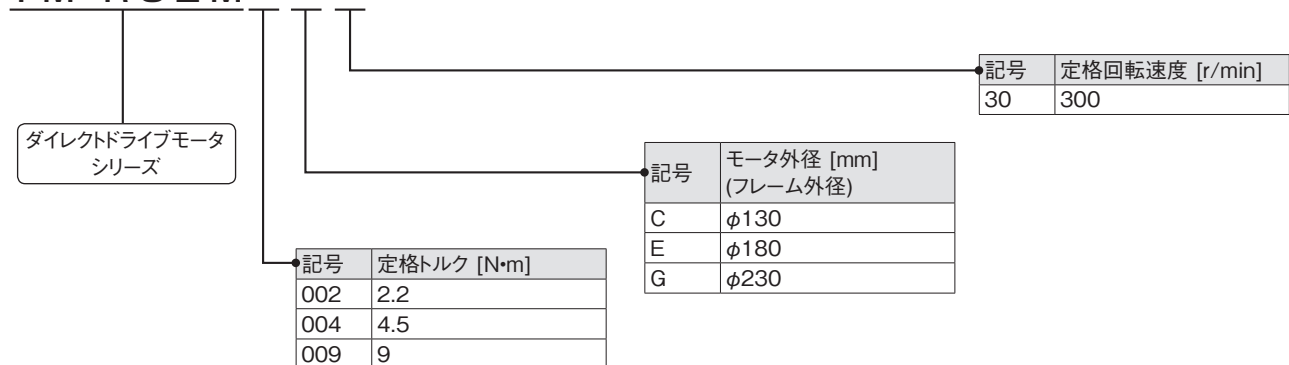 ダイレクトドライブモータ
シリーズ
記号 定格回転速度 [r/min]
30 300
記号 モータ外径 [mm]
(フレーム外径)
C φ130
E φ180
G φ230
記号 定格トルク [N•m]
002 2.2
004 4.5
009 9